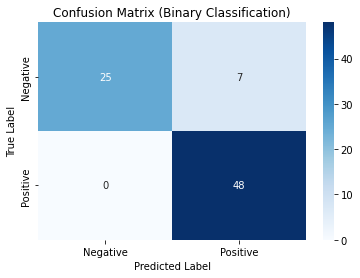 Confusion Matrix (Binary Classification)
True Label
Negative
25
7
Positive
0
48
Negative
Positive
Predicted Label
40
30
20
10
0